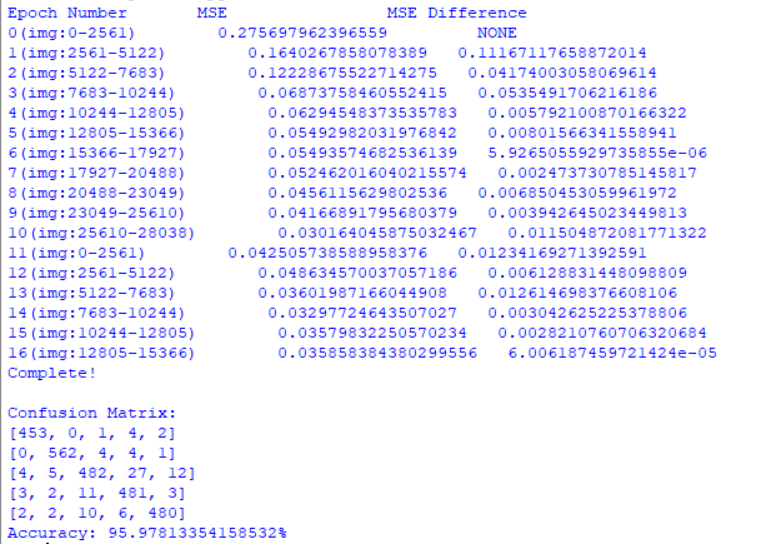 Epoch Number MSE MSE Difference
0(img:0-2561) 0.275697962396559 NONE
1(img:2561-5122) 0.1640267858078389 0.11167117658872014
2(img:5122-7683) 0.12228675522714275 0.04174003058069614
3(img:7683-10244) 0.06873758460552415 0.0535491706216186
4(img:10244-12805) 0.06294548373535783 0.005792100870166322
5(img:12805-15366) 0.05492982031976842 0.00801566341558941
6(img:15366-17927) 0.05493574682536139 5.9265055929735855e-06
7(img:17927-20488) 0.052462016040215574 0.002473730785145817
8(img:20488-23049) 0.0456115629802536 0.006850453059961972
9(img:23049-25610) 0.04166891795680379 0.003942645023449813
10(img:25610-28038) 0.030164045875032467 0.011504872081771322
11(img:0-2561) 0.042505738588958376 0.01234169271392591
12(img:2561-5122) 0.048634570037057186 0.006128831448098809
13(img:5122-7683) 0.03601987166044908 0.012614698376608106
14(img:7683-10244) 0.03297724643507027 0.003042625225378806
15(img:10244-12805) 0.03579832250570234 0.0028210760706320684
16(img:12805-15366) 0.035858384380299556 6.006187459721424e-05
Complete!
Confusion Matrix:
[453, 0, 1, 4, 2]
[0, 562, 4, 4, 1]
[4, 5, 482, 27, 12]
[3, 2, 11, 481, 3]
[2, 2, 10, 6, 480]
Accuracy: 95.97813354158532%